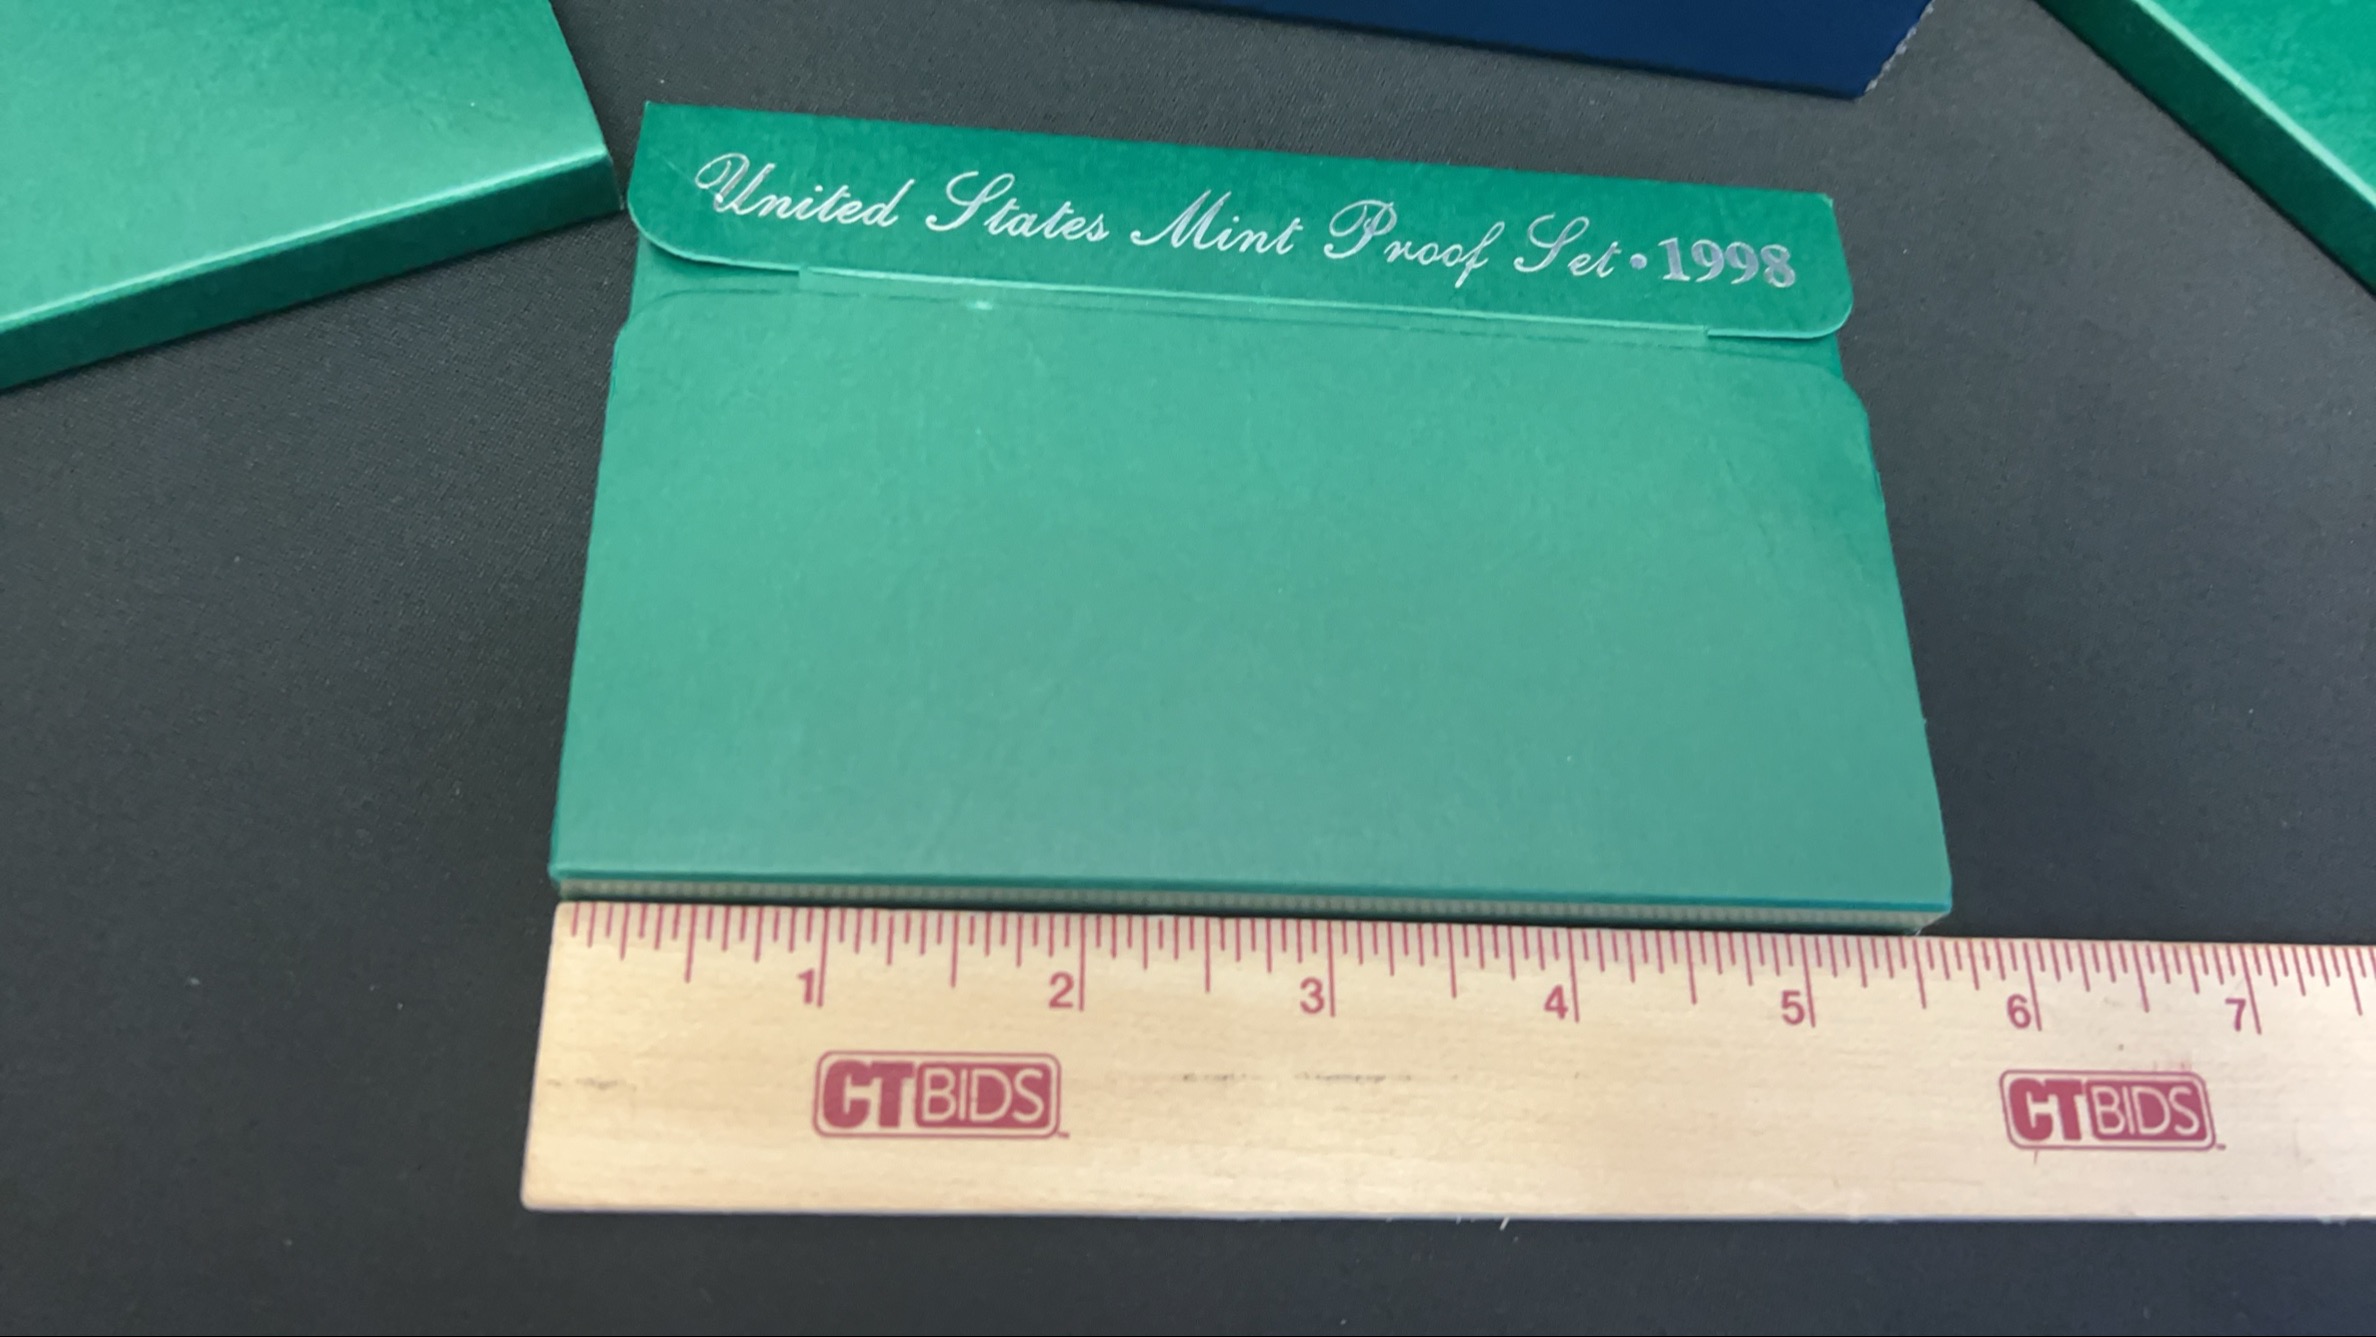 United States Mint Proof Set • 1998
1 2 3 4 5 6 7
CTBIDS CTBIDS